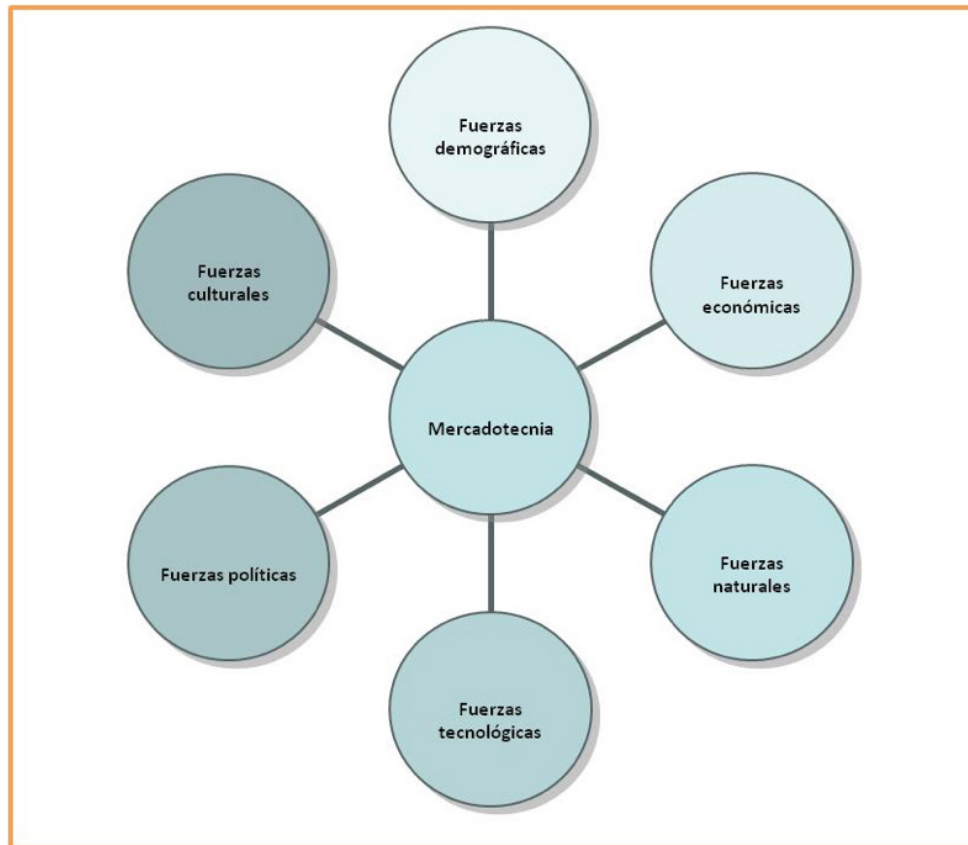 Fuerzas
demográficas
Fuerzas
culturales
Fuerzas
económicas
Mercadotecnia
Fuerzas políticas
Fuerzas
naturales
Fuerzas
tecnológicas